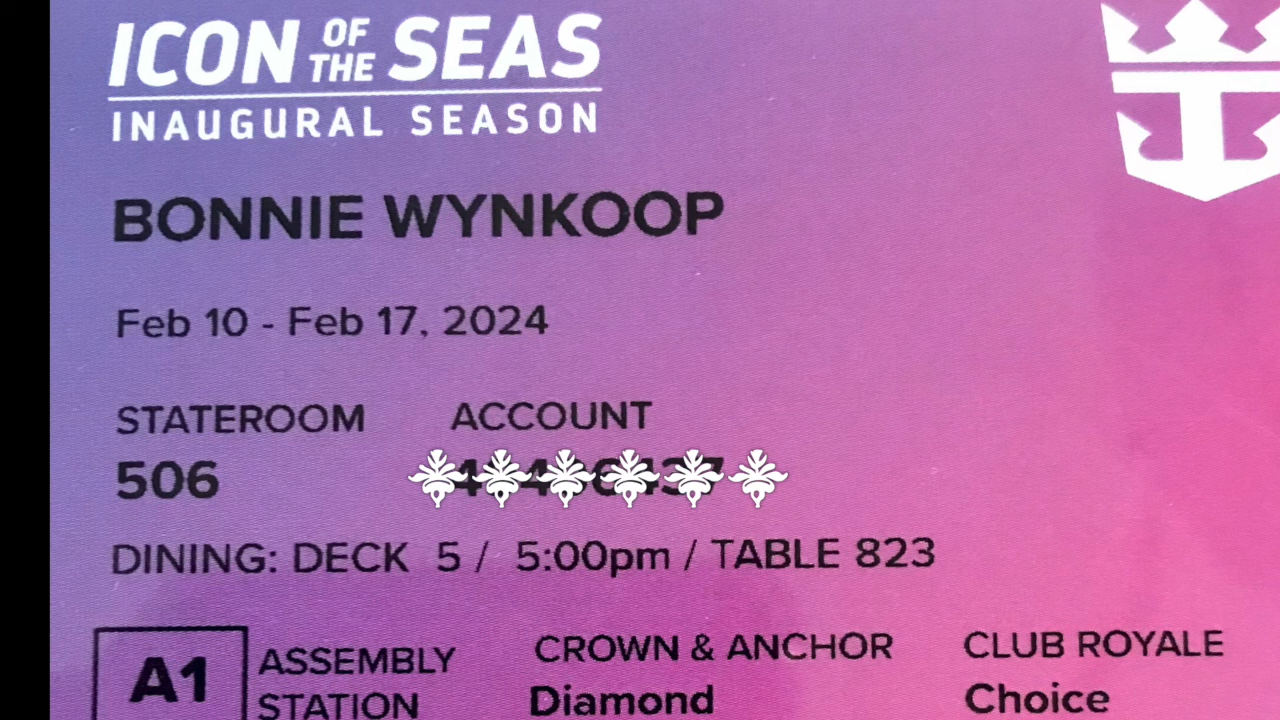 ICON OF THE SEAS
INAUGURAL SEASON
BONNIE WYNKOOP
Feb 10 - Feb 17, 2024
STATEROOM ACCOUNT
506
DINING: DECK 5 / 5:00pm / TABLE 823
A1 ASSEMBLY STATION CROWN & ANCHOR CLUB ROYALE
Diamond Choice